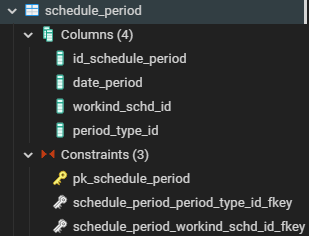 schedule_period
Columns (4)
id_schedule_period
date_period
workind_schd_id
period_type_id
Constraints (3)
pk_schedule_period
schedule_period_period_type_id_fkey
schedule_period_workind_schd_id_fkey